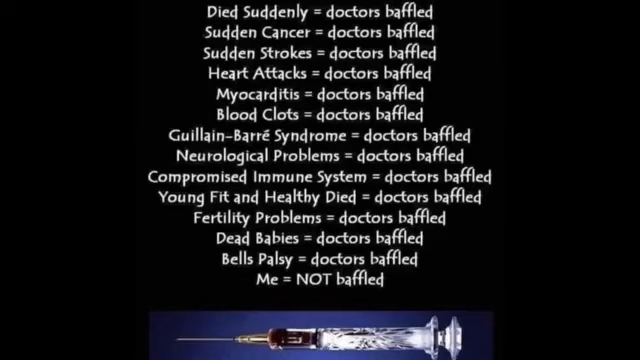 Died Suddenly = doctors baffled
Sudden Cancer = doctors baffled
Sudden Strokes = doctors baffled
Heart Attacks = doctors baffled
Myocarditis = doctors baffled
Blood Clots = doctors baffled
Guillain-Barré Syndrome = doctors baffled
Neurological Problems = doctors baffled
Compromised Immune System = doctors baffled
Young Fit and Healthy Died = doctors baffled
Fertility Problems = doctors baffled
Dead Babies = doctors baffled
Bells Palsy = doctors baffled
Me = NOT baffled